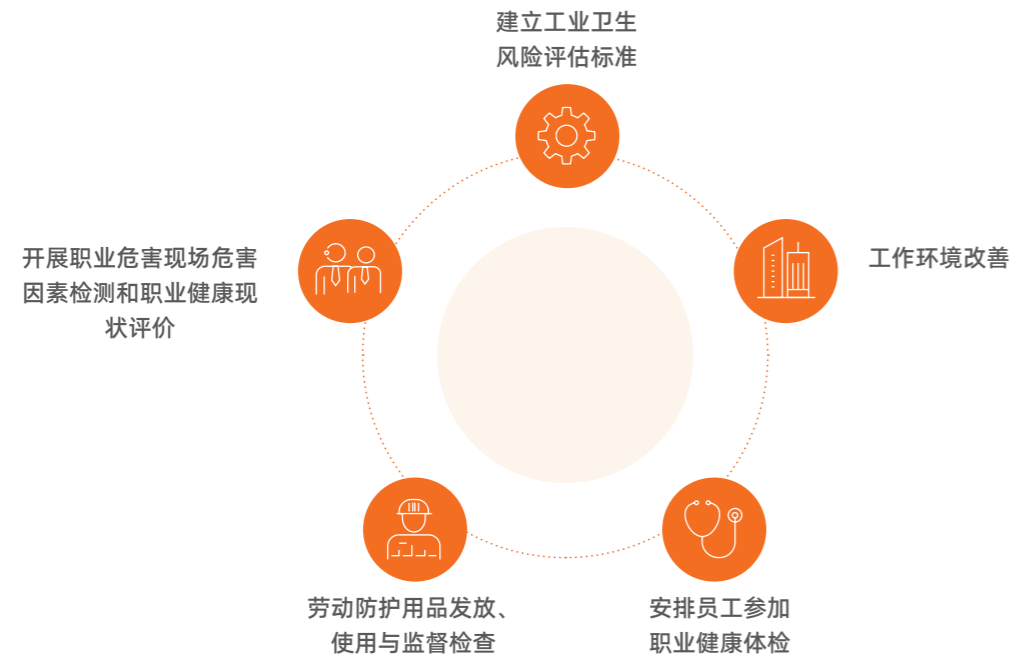 建立工业卫生
风险评估标准
工作环境改善
开展职业危害现场危害
因素检测和职业健康现
状评价
劳动防护用品发放、
使用与监督检查
安排员工参加
职业健康体检